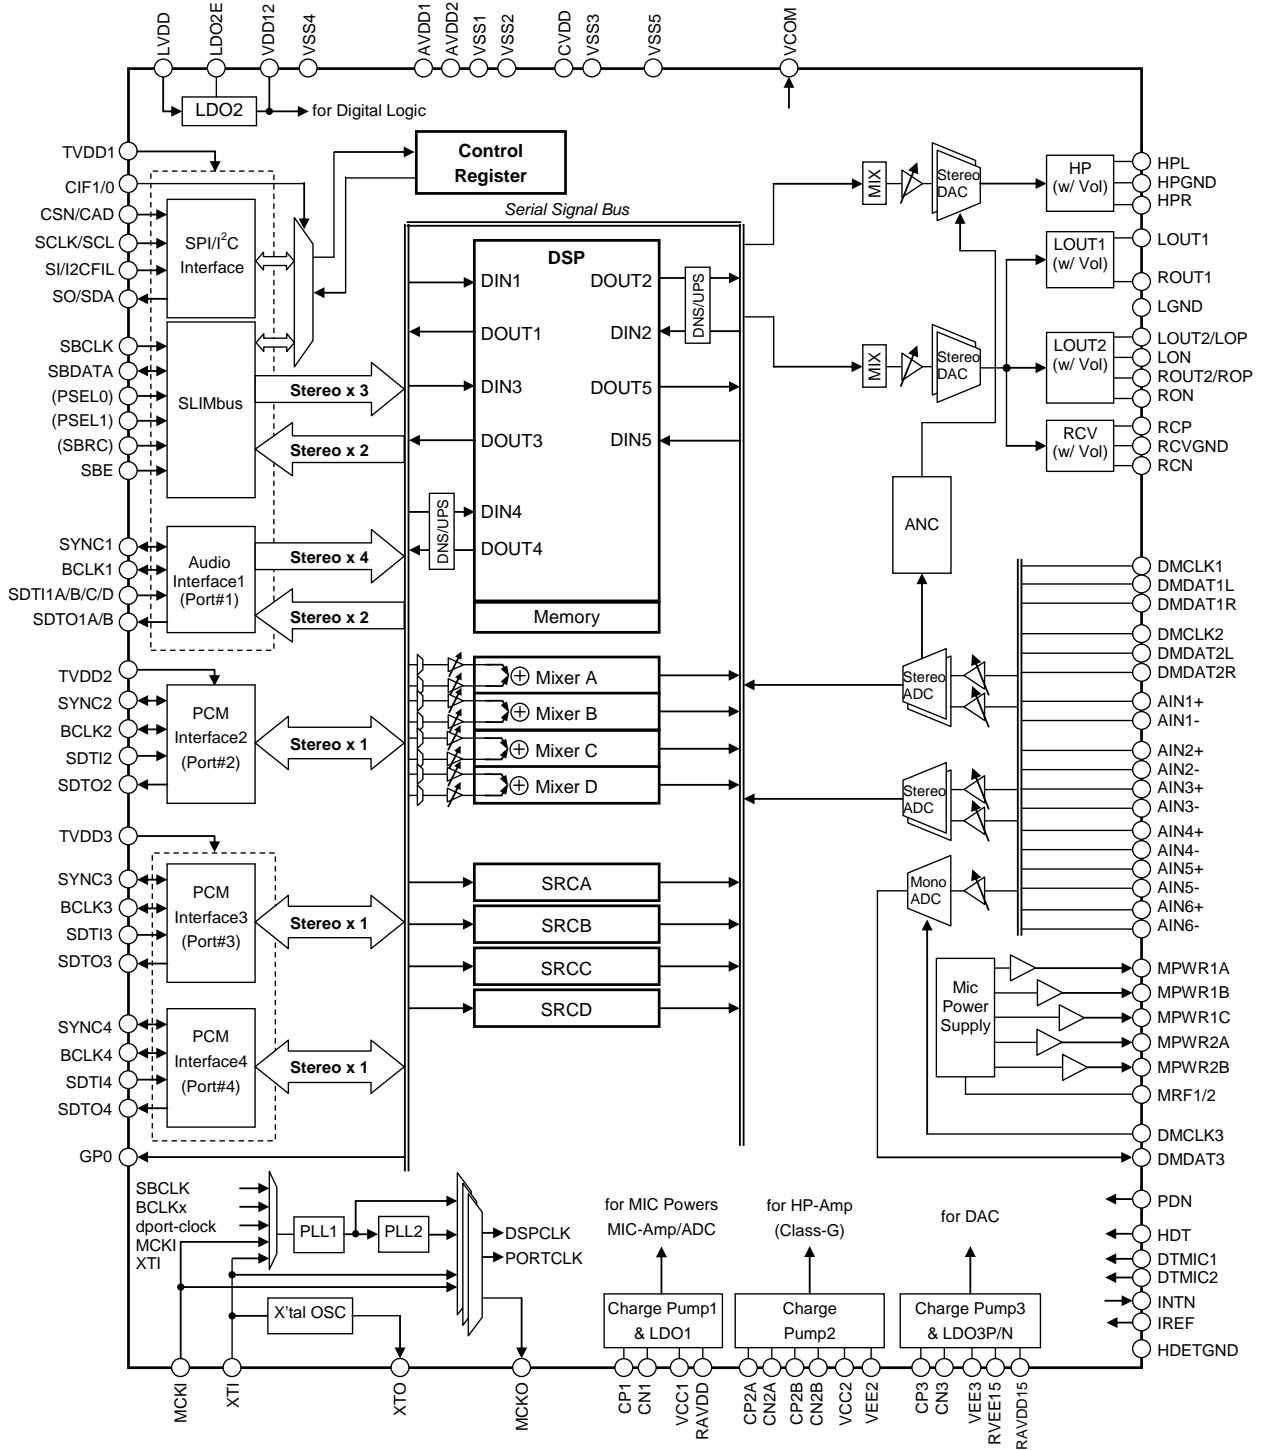 LVDD
LDO2E
VDD12
VSS4
AVDD1
AVDD2
VSS1
VSS2
CVDD
VSS3
VSS5
VCOM
LDO2
for Digital Logic
TVDD1
CIF1/0
CSN/CAD
SCLK/SCL
SI/I2CFIL
SO/SDA
SPI/I²C
Interface
Control
Register
Serial Signal Bus
SBCLK
SBDATA
(PSEL0)
(PSEL1)
(SBRC)
SBE
SLIMbus
Stereo x 3
Stereo x 2
SYNC1
BCLK1
SDTI1A/B/C/D
SDTO1A/B
Audio
Interface1
(Port#1)
Stereo x 4
Stereo x 2
DSP
DIN1
DOUT2
DOUT1
DIN2
DNS/UPS
DIN3
DOUT5
DOUT3
DIN5
DNS/UPS
DIN4
DOUT4
Memory
TVDD2
SYNC2
BCLK2
SDTI2
SDTO2
PCM
Interface2
(Port#2)
Stereo x 1
Mixer A
Mixer B
Mixer C
Mixer D
TVDD3
SYNC3
BCLK3
SDTI3
SDTO3
PCM
Interface3
(Port#3)
Stereo x 1
SRCA
SRCB
SRCC
SRCD
SYNC4
BCLK4
SDTI4
SDTO4
PCM
Interface4
(Port#4)
Stereo x 1
GP0
MIX
Stereo
DAC
HP
(w/ Vol)
HPL
HPGND
HPR
LOUT1
(w/ Vol)
LOUT1
ROUT1
LGND
MIX
Stereo
DAC
LOUT2
(w/ Vol)
LOUT2/LOP
LON
ROUT2/ROP
RON
RCV
(w/ Vol)
RCP
RCVGND
RCN
ANC
DMCLK1
DMDAT1L
DMDAT1R
DMCLK2
DMDAT2L
DMDAT2R
AIN1+
AIN1-
AIN2+
AIN2-
AIN3+
AIN3-
AIN4+
AIN4-
AIN5+
AIN5-
AIN6+
AIN6-
Stereo
ADC
Stereo
ADC
Mono
ADC
Mic
Power
Supply
MPWR1A
MPWR1B
MPWR1C
MPWR2A
MPWR2B
MRF1/2
DMCLK3
DMDAT3
PDN
HDT
DTMIC1
DTMIC2
INTN
IREF
HDETGND
SBCLK
BCLKx
dport-clock
MCKI
XTI
PLL1
PLL2
DSPCLK
PORTCLK
X'tal OSC
for MIC Powers
MIC-Amp/ADC
for HP-Amp
(Class-G)
for DAC
Charge Pump1
& LDO1
Charge
Pump2
Charge Pump3
& LDO3P/N
MCKI
XTI
XTO
MCKO
CP1
CN1
VCC1
RAVDD
CP2A
CN2A
CP2B
CN2B
VCC2
VEE2
CP3
CN3
VEE3
RVEE15
RAVDD15